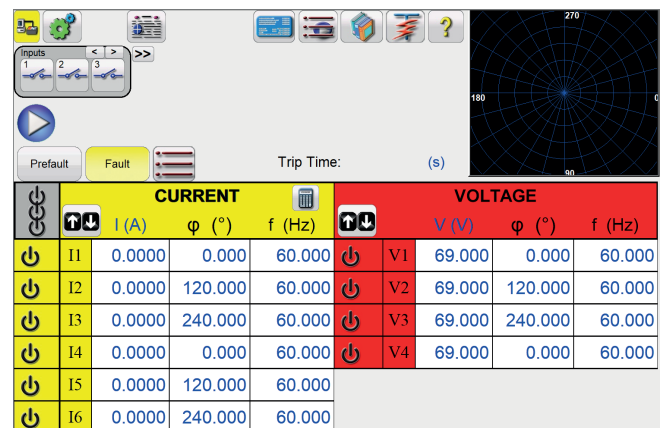 270
Inputs < > >>
1 2 3
180 0
Prefault Fault Trip Time: (s)
90
CURRENT VOLTAGE
I (A) φ (°) f (Hz) V (V) φ (°) f (Hz)
I1 0.0000 0.000 60.000 V1 69.000 0.000 60.000
I2 0.0000 120.000 60.000 V2 69.000 120.000 60.000
I3 0.0000 240.000 60.000 V3 69.000 240.000 60.000
I4 0.0000 0.000 60.000 V4 69.000 0.000 60.000
I5 0.0000 120.000 60.000
I6 0.0000 240.000 60.000